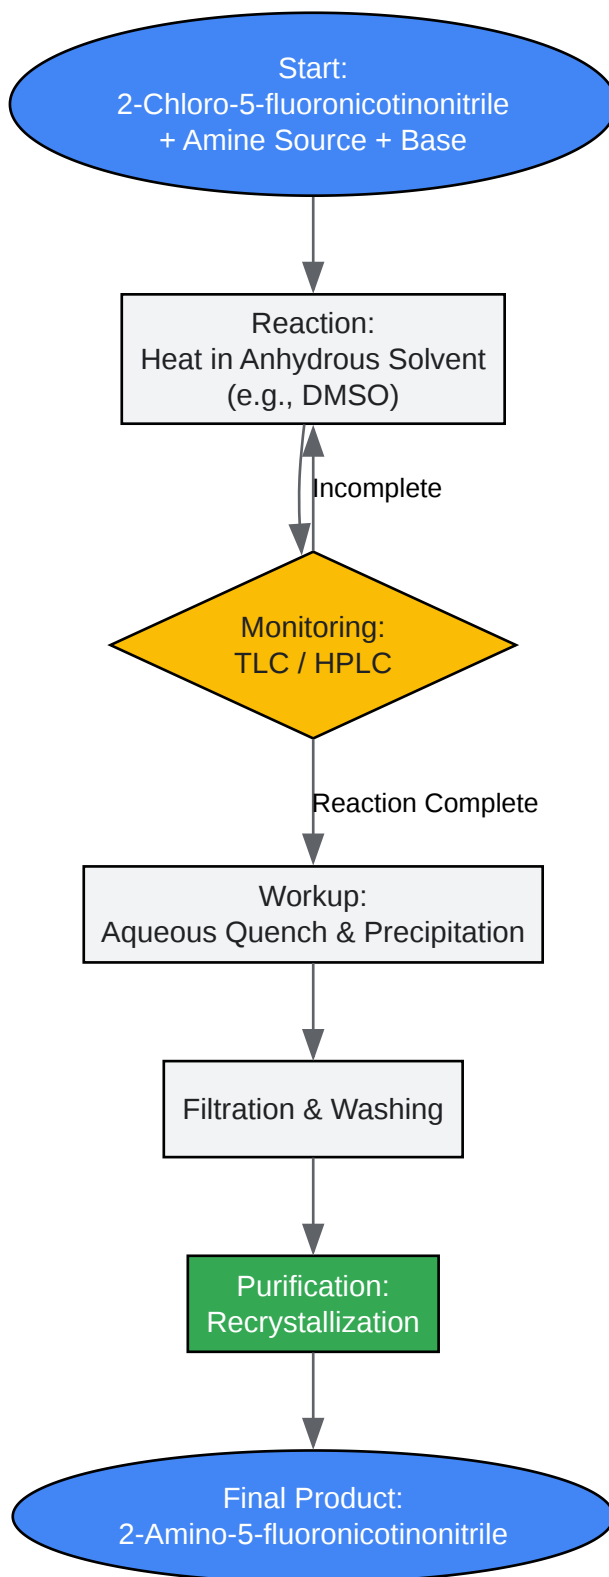 Start:
2-Chloro-5-fluoronicotinonitrile
+ Amine Source + Base
Reaction:
Heat in Anhydrous Solvent
(e.g., DMSO)
Incomplete
Monitoring:
TLC / HPLC
Reaction Complete
Workup:
Aqueous Quench & Precipitation
Filtration & Washing
Purification:
Recrystallization
Final Product:
2-Amino-5-fluoronicotinonitrile